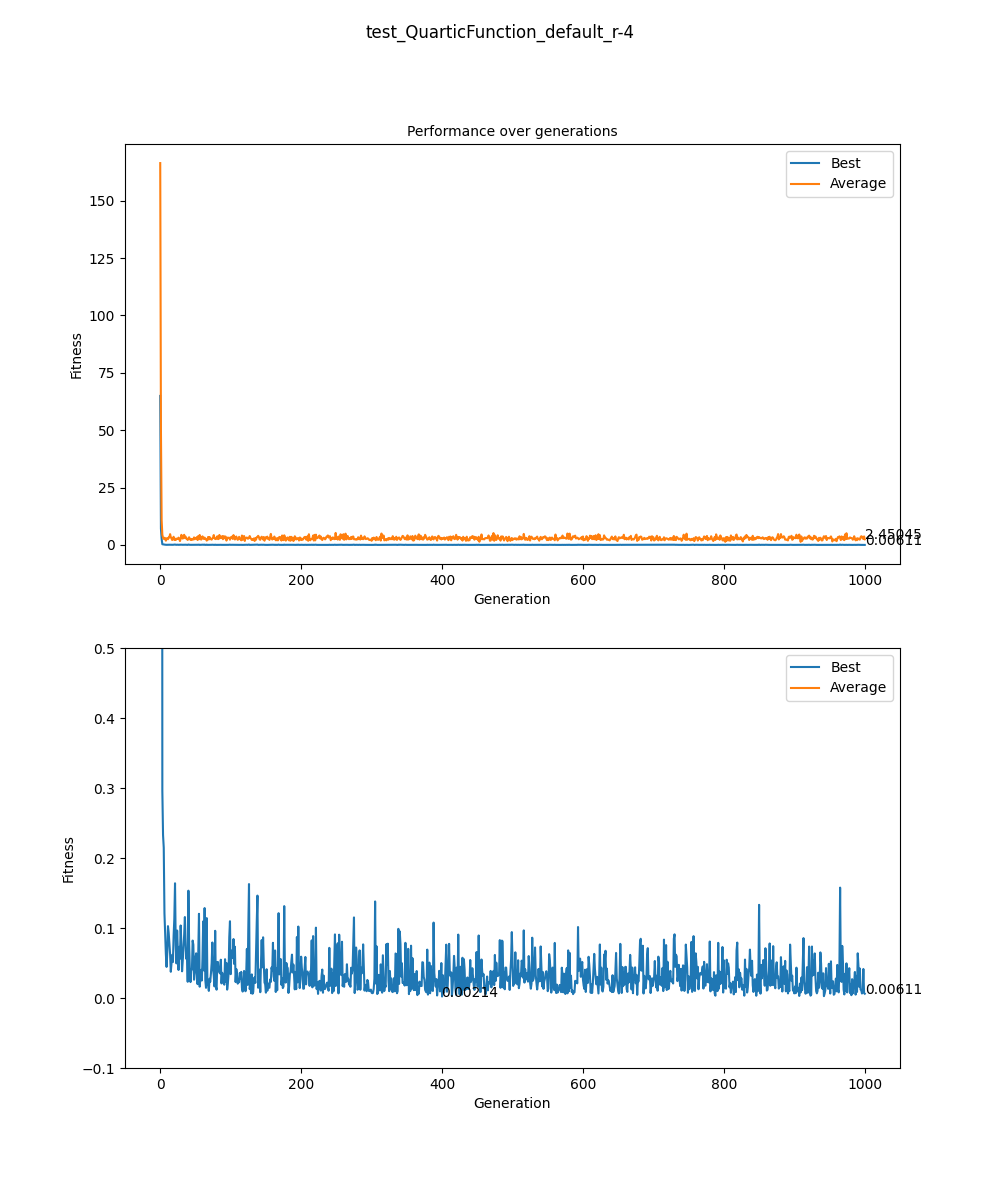 test_QuarticFunction_default_r-4
Performance over generations
Best
Average
150
125
100
75
50
25
0
Fitness
2.45045
0.00611
0 200 400 600 800 1000
Generation
Best
Average
0.5
0.4
0.3
0.2
0.1
0.0
−0.1
Fitness
0.00214
0.00611
0 200 400 600 800 1000
Generation